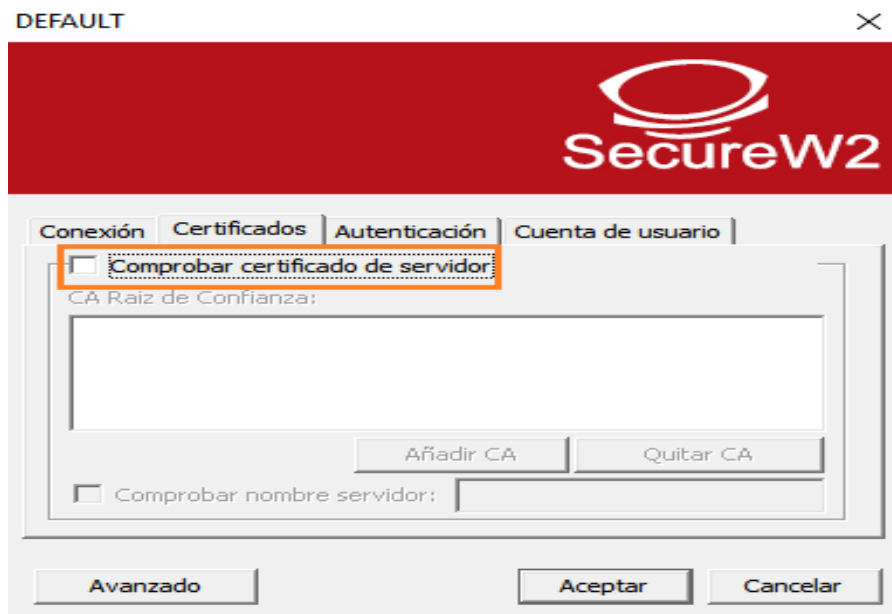 DEFAULT
SecureW2
Conexión Certificados Autenticación Cuenta de usuario
Comprobar certificado de servidor
CA Raiz de Confianza:
Añadir CA Quitar CA
Comprobar nombre servidor:
Avanzado Aceptar Cancelar